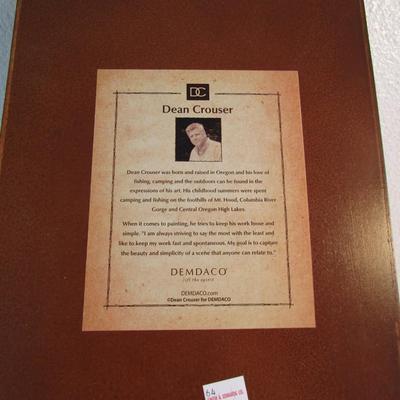 DC
Dean Crouser
Dean Crouser was born and raised in Oregon and his love of
fishing, camping and the outdoors can be found in the
expressions of his art. His childhood summers were spent
camping and fishing on the foothills of Mt. Hood, Columbia River
Gorge and Central Oregon High Lakes.
When it comes to painting, he tries to keep his work loose and
simple. "I am always striving to say the most with the least and
like to keep my work fast and spontaneous. My goal is to capture
the beauty and simplicity of a scene that anyone can relate to."
DEMDACO®
lift the spirit
DEMDACO.com
©Dean Crouser for DEMDACO
64